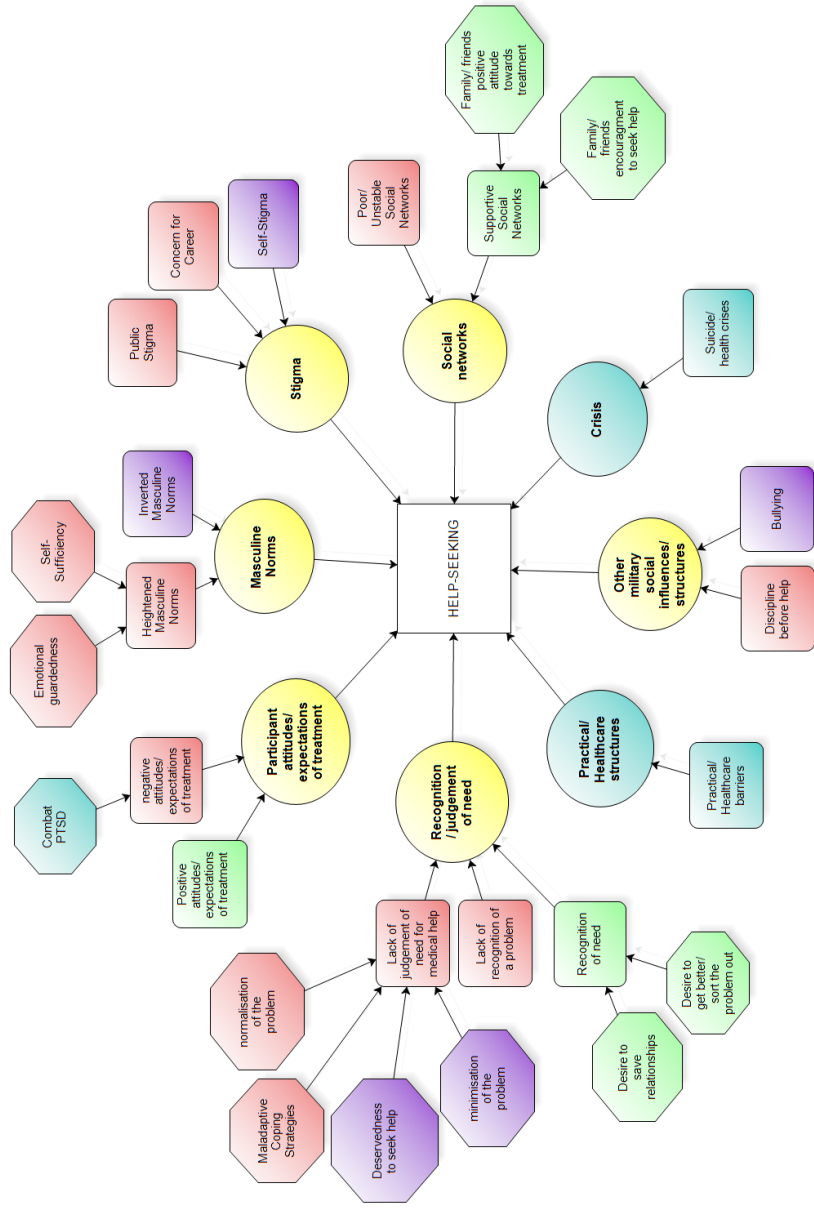 Maladaptive
Coping
Strategies
normalisation
of the
problem
Combat
PTSD
Emotional
guardedness
Self-
Sufficiency
Deservedness
to seek help
minimisation
of the
problem
Positive
attitudes/
expectations
of treatment
negative
attitudes/
expectations
of treatment
Heightened
Masculine
Norms
Inverted
Masculine
Norms
Public
Stigma
Concern for
Career
Self-Stigma
Lack of
judgement of
need for
medical help
Lack of
recognition of
a problem
Participant
attitudes/
expectations
of treatment
Masculine
Norms
Stigma
Poor/
Unstable
Social
Networks
Family/ friends
positive
attitude
towards
treatment
Supportive
Social
Networks
Family/
friends
encouragment
to seek help
Recognition
/ judgement
of need
HELP-SEEKING
Social
networks
Recognition
of need
Desire to
save
relationships
Desire to
get better/
sort the
problem out
Practical/
Healthcare
structures
Other
military
social
influences/
structures
Crisis
Practical/
Healthcare
barriers
Discipline
before help
Bullying
Suicide/
health crises